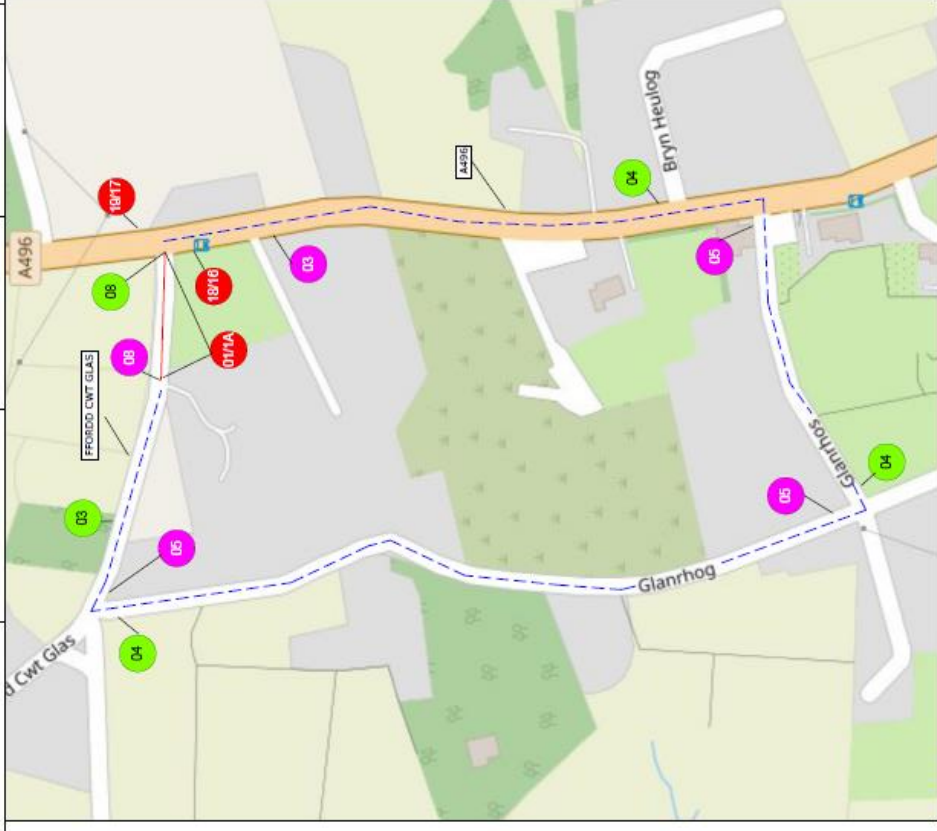 A496
19/17
08
18/16
03
08
01/1A
FFORDD CWT GLAS
03
05
04
d Cwt Glas
A496
04
Bryn Heulog
05
Glanrhos
04
05
Glanrhog